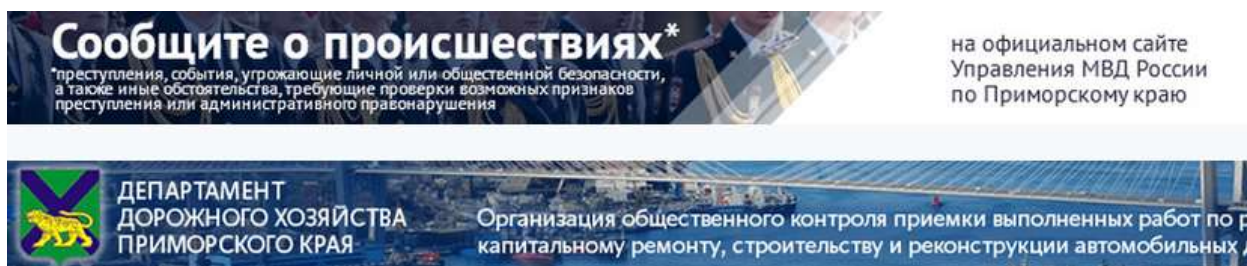 Сообщите о происшествиях*
*преступления, события, угрожающие личной или общественной безопасности,
а также иные обстоятельства, требующие проверки возможных признаков
преступления или административного правонарушения
на официальном сайте
Управления МВД России
по Приморскому краю
ДЕПАРТАМЕНТ
ДОРОЖНОГО ХОЗЯЙСТВА
ПРИМОРСКОГО КРАЯ
Организация общественного контроля приемки выполненных работ по
капитальному ремонту, строительству и реконструкции автомобильных